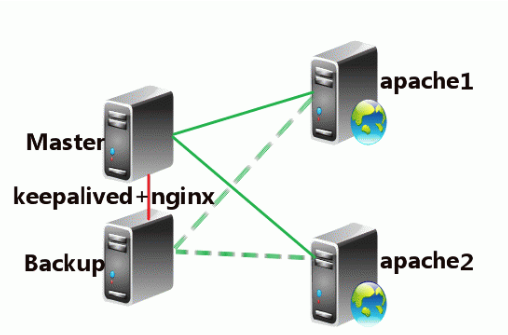 apache1
Master
keepalived+nginx
Backup
apache2